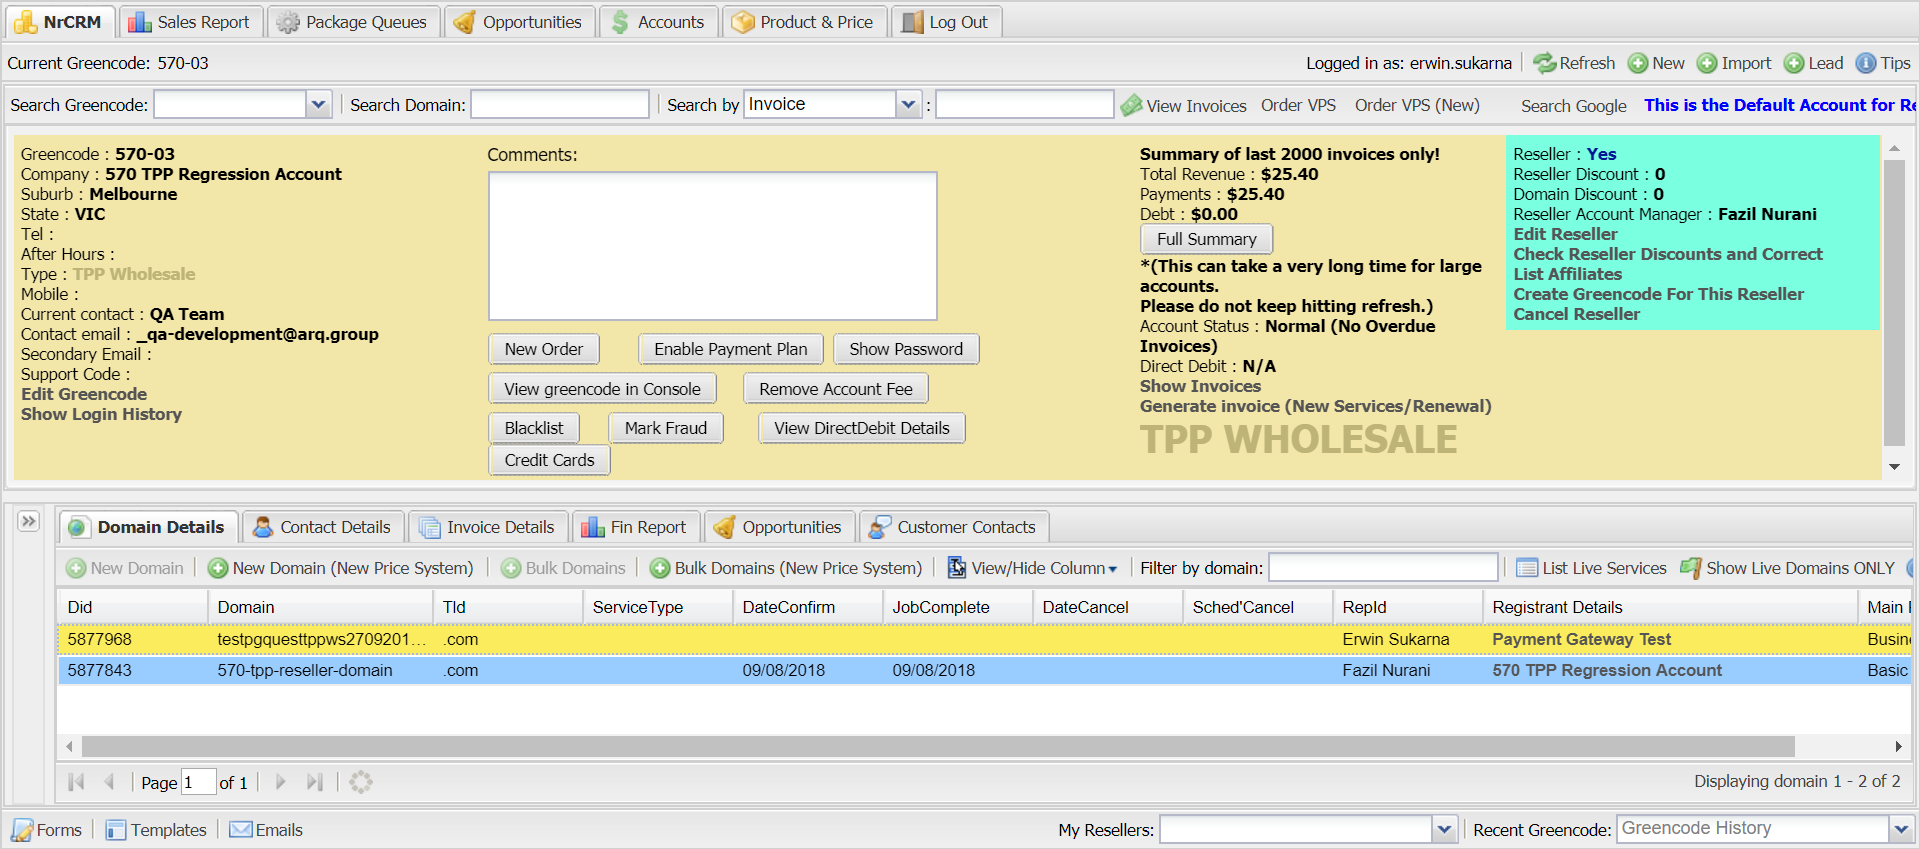 NrCRM Sales Report Package Queues Opportunities Accounts Product & Price Log Out
Current Greencode: 570-03 Logged in as: erwin.sukarna Refresh New Import Lead Tips
Search Greencode: Search Domain: Search by Invoice : View Invoices Order VPS Order VPS (New) Search Google This is the Default Account for Re
Greencode : 570-03
Company : 570 TPP Regression Account
Suburb : Melbourne
State : VIC
Tel :
After Hours :
Type : TPP Wholesale
Mobile :
Current contact : QA Team
Contact email : _qa-development@arq.group
Secondary Email :
Support Code :
Edit Greencode
Show Login History
Comments:
New Order Enable Payment Plan Show Password
View greencode in Console Remove Account Fee
Blacklist Mark Fraud View DirectDebit Details
Credit Cards
Summary of last 2000 invoices only!
Total Revenue : $25.40
Payments : $25.40
Debt : $0.00
Full Summary
*(This can take a very long time for large
accounts.
Please do not keep hitting refresh.)
Account Status : Normal (No Overdue
Invoices)
Direct Debit : N/A
Show Invoices
Generate invoice (New Services/Renewal)
TPP WHOLESALE
Reseller : Yes
Reseller Discount : 0
Domain Discount : 0
Reseller Account Manager : Fazil Nurani
Edit Reseller
Check Reseller Discounts and Correct
List Affiliates
Create Greencode For This Reseller
Cancel Reseller
Domain Details Contact Details Invoice Details Fin Report Opportunities Customer Contacts
New Domain New Domain (New Price System) Bulk Domains Bulk Domains (New Price System) View/Hide Column Filter by domain: List Live Services Show Live Domains ONLY
Did Domain Tld ServiceType DateConfirm JobComplete DateCancel Sched'Cancel RepId Registrant Details Main
5877968 testpgquesttppws2709201... .com Erwin Sukarna Payment Gateway Test Busin
5877843 570-tpp-reseller-domain .com 09/08/2018 09/08/2018 Fazil Nurani 570 TPP Regression Account Basic
Page 1 of 1 Displaying domain 1 - 2 of 2
Forms Templates Emails My Resellers: Recent Greencode: Greencode History